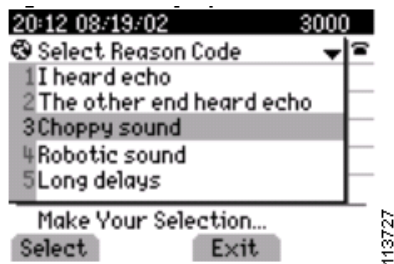 20:12 08/19/02 3000
Select Reason Code
1 I heard echo
2 The other end heard echo
3 Choppy sound
4 Robotic sound
5 Long delays
Make Your Selection...
Select Exit
113727